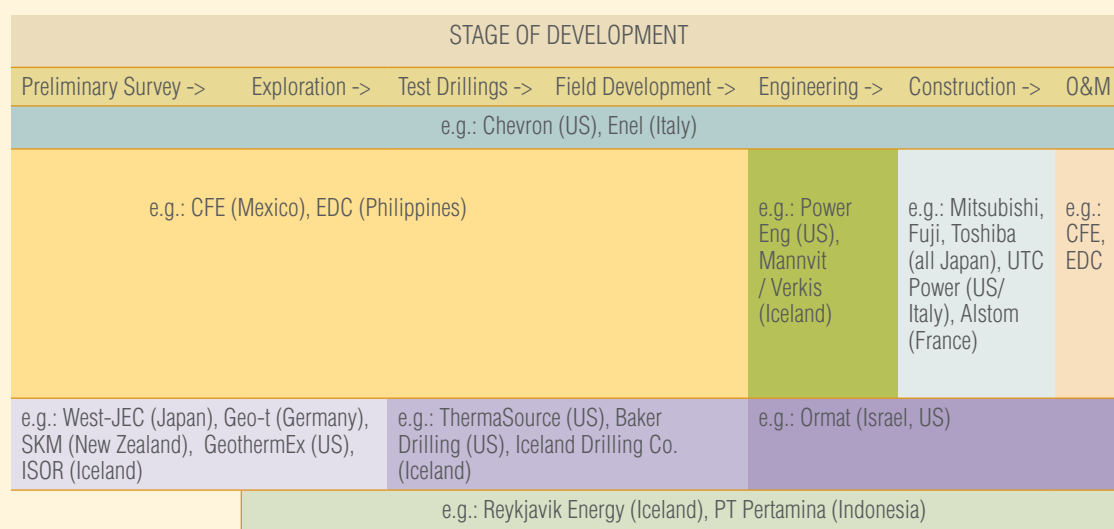 STAGE OF DEVELOPMENT
Preliminary Survey -> Exploration -> Test Drillings -> Field Development -> Engineering -> Construction -> O&M
e.g.: Chevron (US), Enel (Italy)
e.g.: CFE (Mexico), EDC (Philippines)
e.g.: Power
Eng (US),
Mannvit
/ Verkis
(Iceland)
e.g.: Mitsubishi,
Fuji, Toshiba
(all Japan), UTC
Power (US/
Italy), Alstom
(France)
e.g.:
CFE,
EDC
e.g.: West-JEC (Japan), Geo-t (Germany),
SKM (New Zealand), GeothermEx (US),
ISOR (Iceland)
e.g.: ThermaSource (US), Baker
Drilling (US), Iceland Drilling Co.
(Iceland)
e.g.: Ormat (Israel, US)
e.g.: Reykjavik Energy (Iceland), PT Pertamina (Indonesia)